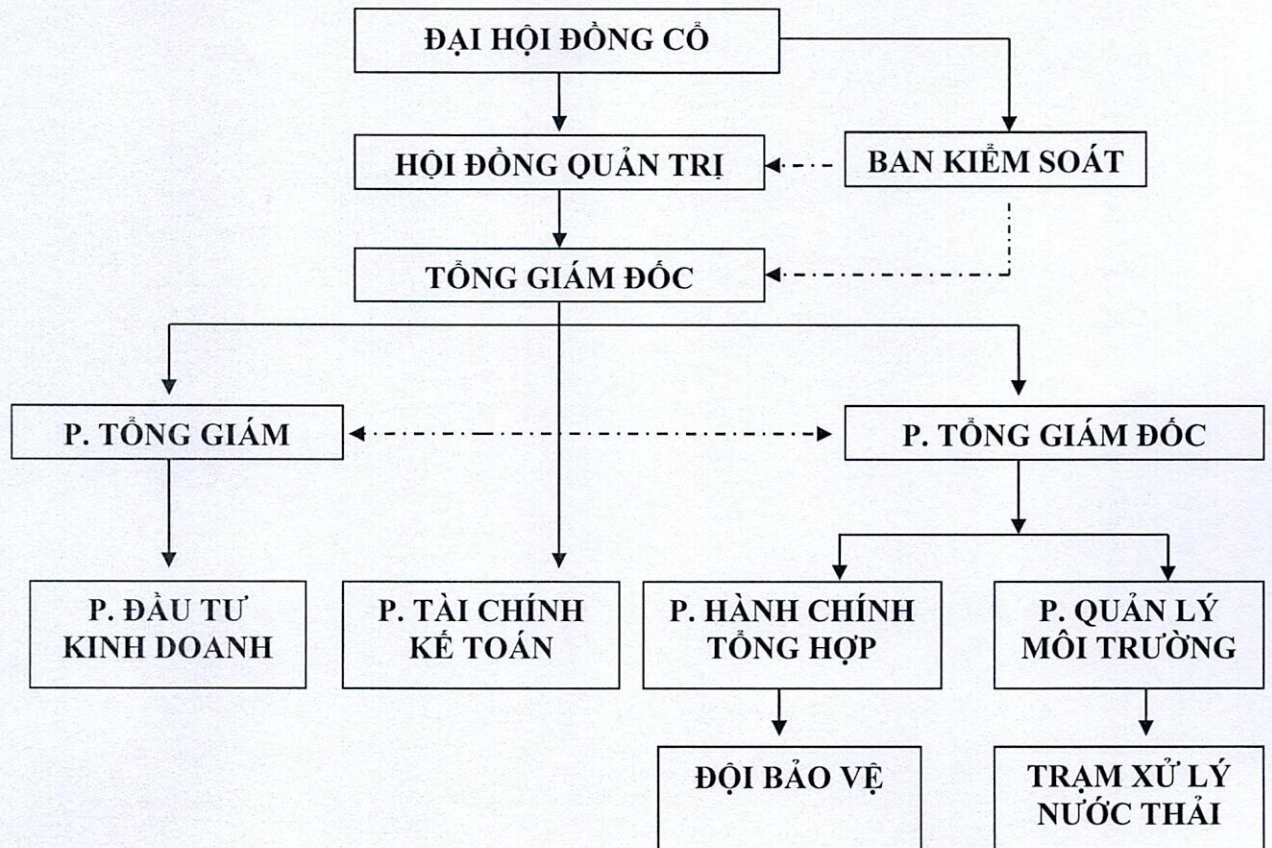 ĐẠI HỘI ĐỒNG CỔ
HỘI ĐỒNG QUẢN TRỊ
BAN KIỂM SOÁT
TỔNG GIÁM ĐỐC
P. TỔNG GIÁM
P. TỔNG GIÁM ĐỐC
P. ĐẦU TƯ
KINH DOANH
P. TÀI CHÍNH
KẾ TOÁN
P. HÀNH CHÍNH
TỔNG HỢP
P. QUẢN LÝ
MÔI TRƯỜNG
ĐỘI BẢO VỆ
TRẠM XỬ LÝ
NƯỚC THẢI